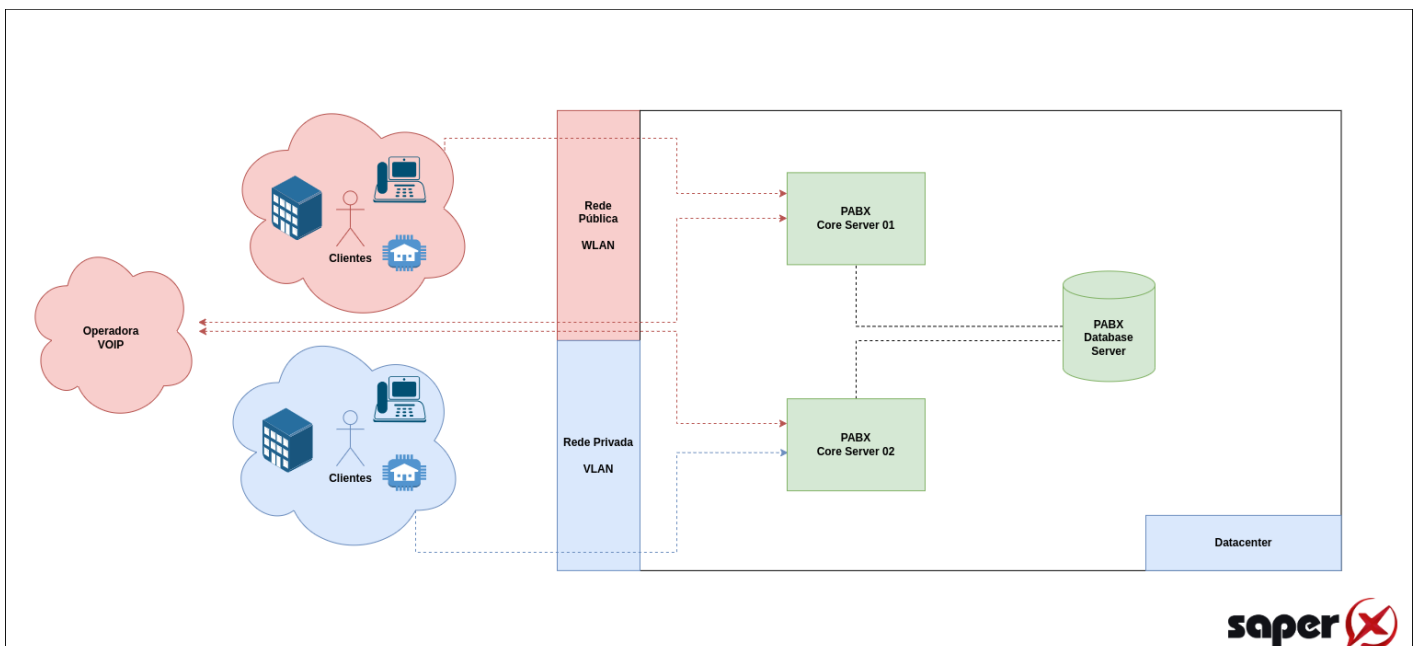 Rede
Pública
WLAN
PABX
Core Server 01
Clientes
Operadora
VOIP
PABX
Database
Server
Rede Privada
VLAN
PABX
Core Server 02
Clientes
Datacenter
saper X